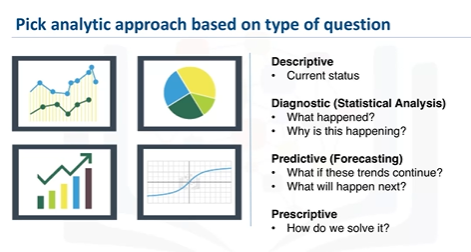 Pick analytic approach based on type of question
Descriptive
• Current status
Diagnostic (Statistical Analysis)
• What happened?
• Why is this happening?
Predictive (Forecasting)
• What if these trends continue?
• What will happen next?
Prescriptive
• How do we solve it?